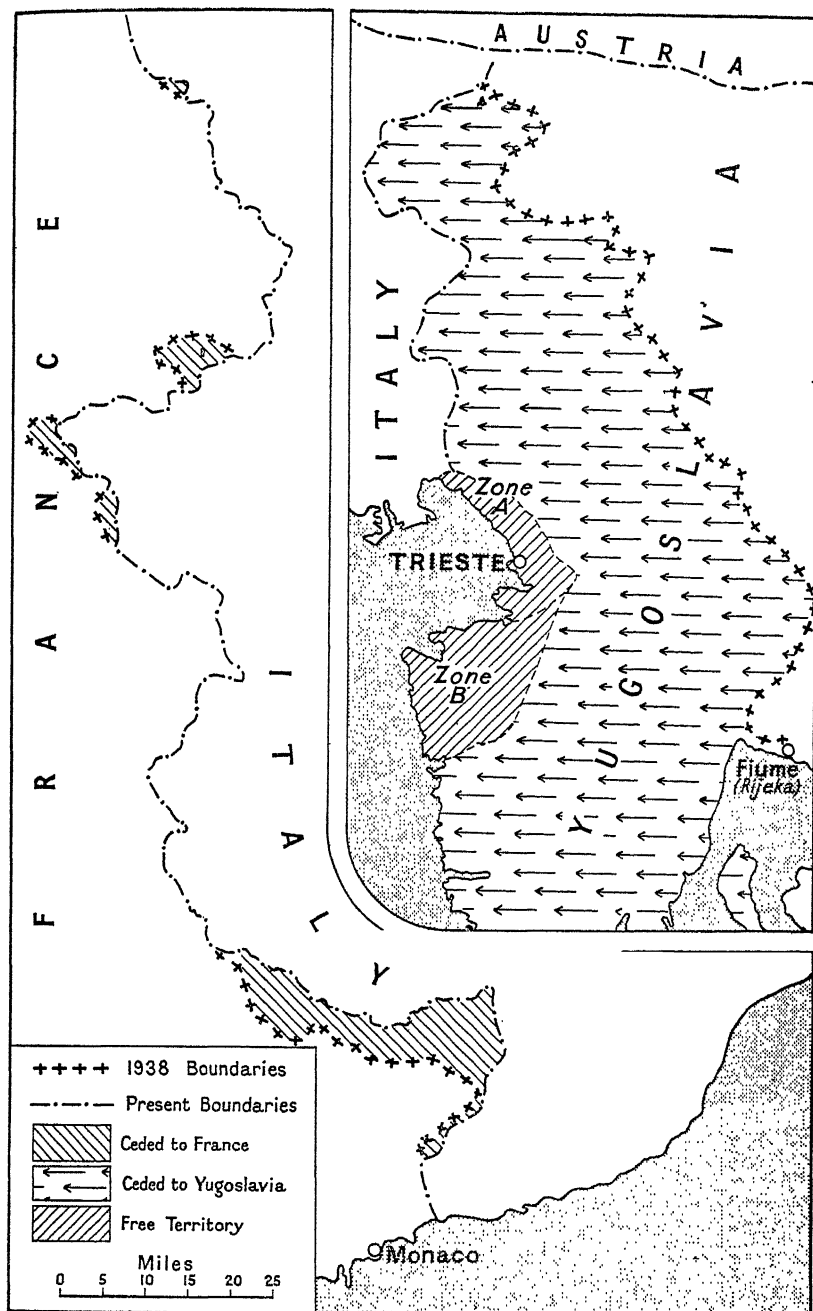 AUSTRIA
FRANCE
ITALY
ITALY
YUGOSLAVIA
Zone
A
TRIESTE
Zone
B
Fiume
(Rijeka)
1938 Boundaries
Present Boundaries
Ceded to France
Ceded to Yugoslavia
Free Territory
Miles
0 5 10 15 20 25
Monaco